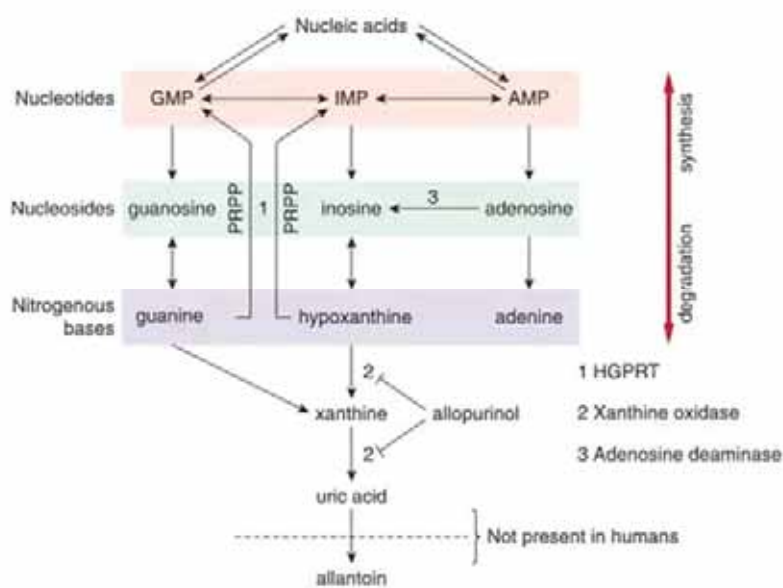 Nucleic acids
Nucleotides
GMP
IMP
AMP
synthesis
Nucleosides
guanosine
PRPP
1
PRPP
inosine
3
adenosine
degradation
Nitrogenous
bases
guanine
hypoxanthine
adenine
2
1 HGPRT
xanthine
allopurinol
2 Xanthine oxidase
2
3 Adenosine deaminase
uric acid
Not present in humans
allantoin